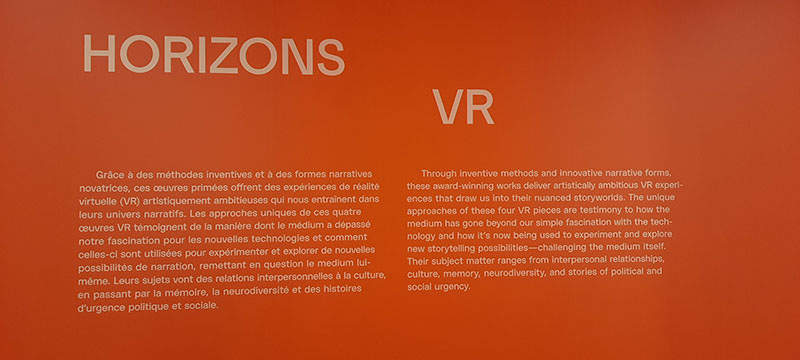 HORIZONS
VR
Grâce à des méthodes inventives et à des formes narratives
novatrices, ces œuvres primées offrent des expériences de réalité
virtuelle (VR) artistiquement ambitieuses qui nous entraînent dans
leurs univers narratifs. Les approches uniques de ces quatre
œuvres VR témoignent de la manière dont le médium a dépassé
notre fascination pour les nouvelles technologies et comment
celles-ci sont utilisées pour expérimenter et explorer de nouvelles
possibilités de narration, remettant en question le medium lui-
même. Leurs sujets vont des relations interpersonnelles à la culture,
en passant par la mémoire, la neurodiversité et des histoires
d'urgence politique et sociale.
Through inventive methods and innovative narrative forms,
these award-winning works deliver artistically ambitious VR experi-
ences that draw us into their nuanced storyworlds. The unique
approaches of these four VR pieces are testimony to how the
medium has gone beyond our simple fascination with the tech-
nology and how it's now being used to experiment and explore
new storytelling possibilities—challenging the medium itself.
Their subject matter ranges from interpersonal relationships,
culture, memory, neurodiversity, and stories of political and
social urgency.